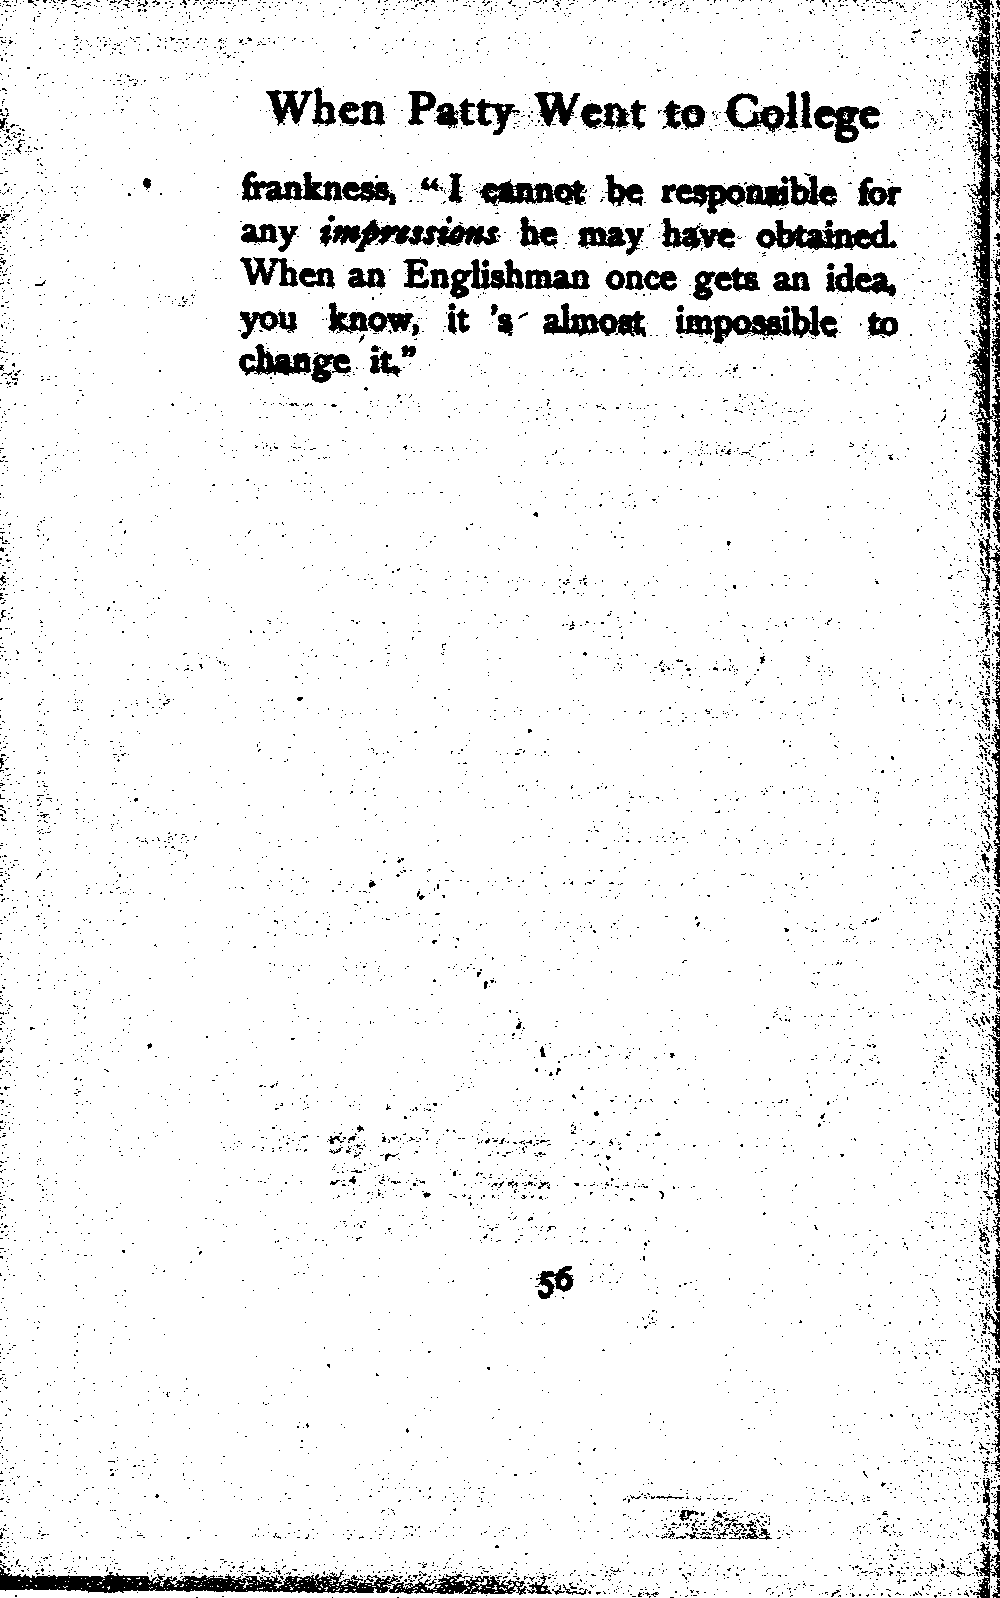 When Patty Went to College
frankness, “I cannot be responsible for
any impressions he may have obtained.
When an Englishman once gets an idea,
you know, it 's almost impossible to
change it.”
56